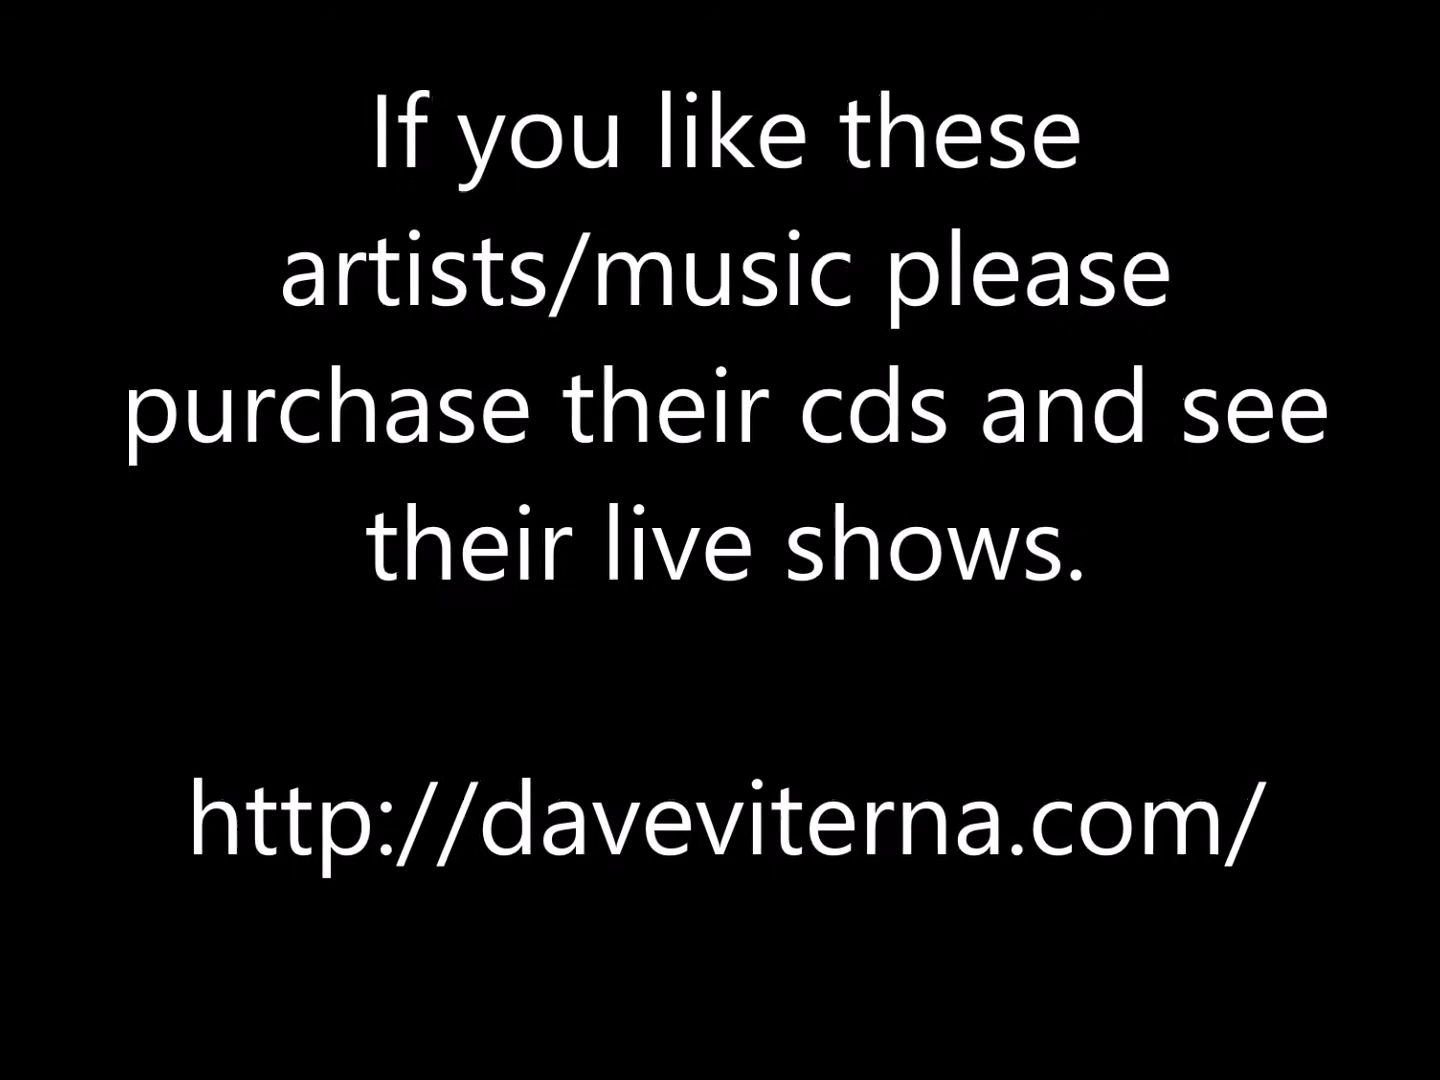 If you like these
artists/music please
purchase their cds and see
their live shows.
http://daveviterna.com/